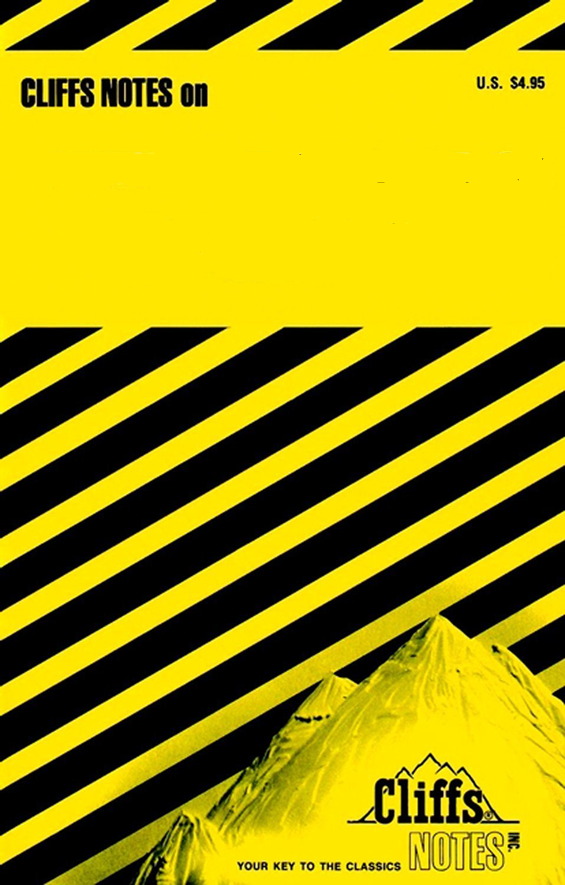 CLIFFS NOTES on
U.S. $4.95
Cliffs®
NOTES INC.
YOUR KEY TO THE CLASSICS